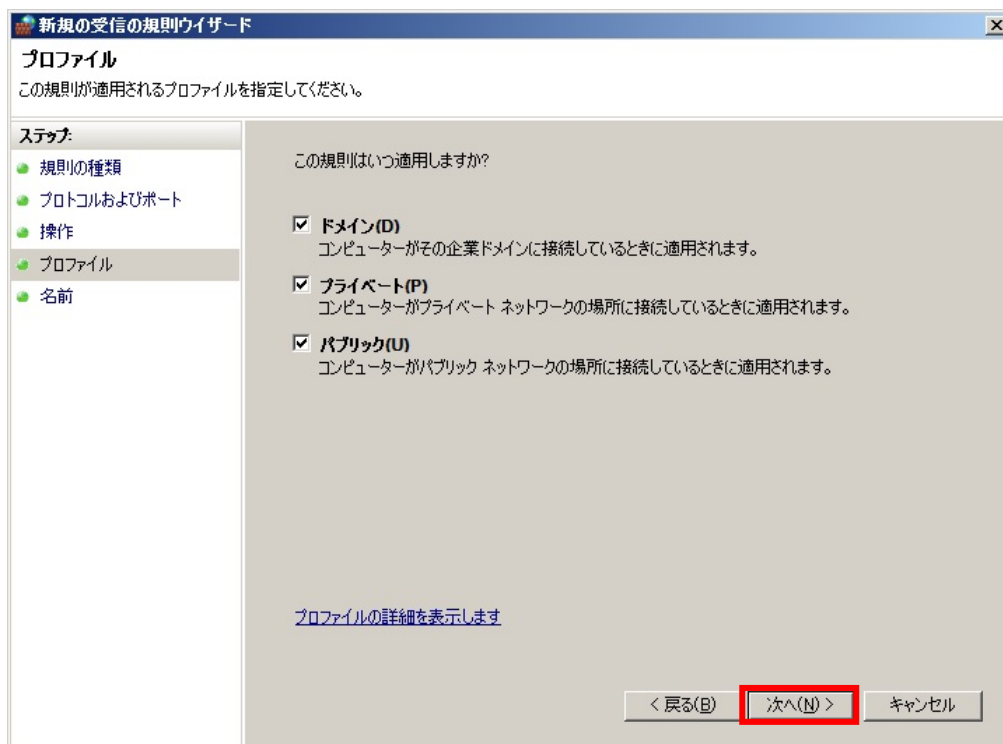 新規の受信の規則ウィザード
プロファイル
この規則が適用されるプロファイルを指定してください。
ステップ:
規則の種類
プロトコルおよびポート
操作
プロファイル
名前
この規則はいつ適用しますか?
ドメイン(D)
コンピューターがその企業ドメインに接続しているときに適用されます。
プライベート(P)
コンピューターがプライベート ネットワークの場所に接続しているときに適用されます。
パブリック(U)
コンピューターがパブリック ネットワークの場所に接続しているときに適用されます。
プロファイルの詳細を表示します
< 戻る(B)
次へ(N) >
キャンセル